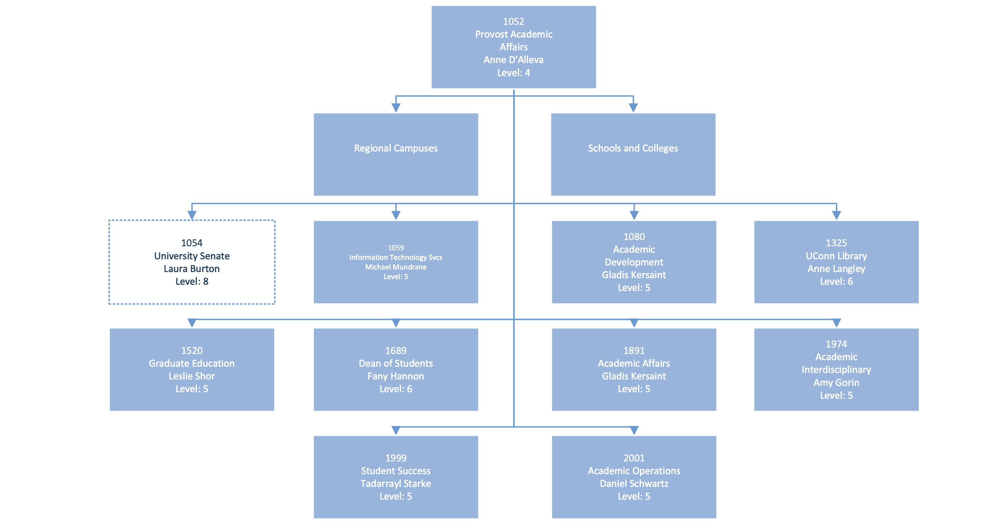 1052
Provost Academic
Affairs
Anne D'Alleva
Level: 4
Regional Campuses
Schools and Colleges
1054
University Senate
Laura Burton
Level: 8
1059
Information Technology Svcs
Michael Mundrane
Level: 5
1080
Academic
Development
Gladis Kersaint
Level: 5
1325
UConn Library
Anne Langley
Level: 6
1520
Graduate Education
Leslie Shor
Level: 5
1689
Dean of Students
Fany Hannon
Level: 6
1891
Academic Affairs
Gladis Kersaint
Level: 5
1974
Academic
Interdisciplinary
Amy Gorin
Level: 5
1999
Student Success
Tadarrayl Starke
Level: 5
2001
Academic Operations
Daniel Schwartz
Level: 5